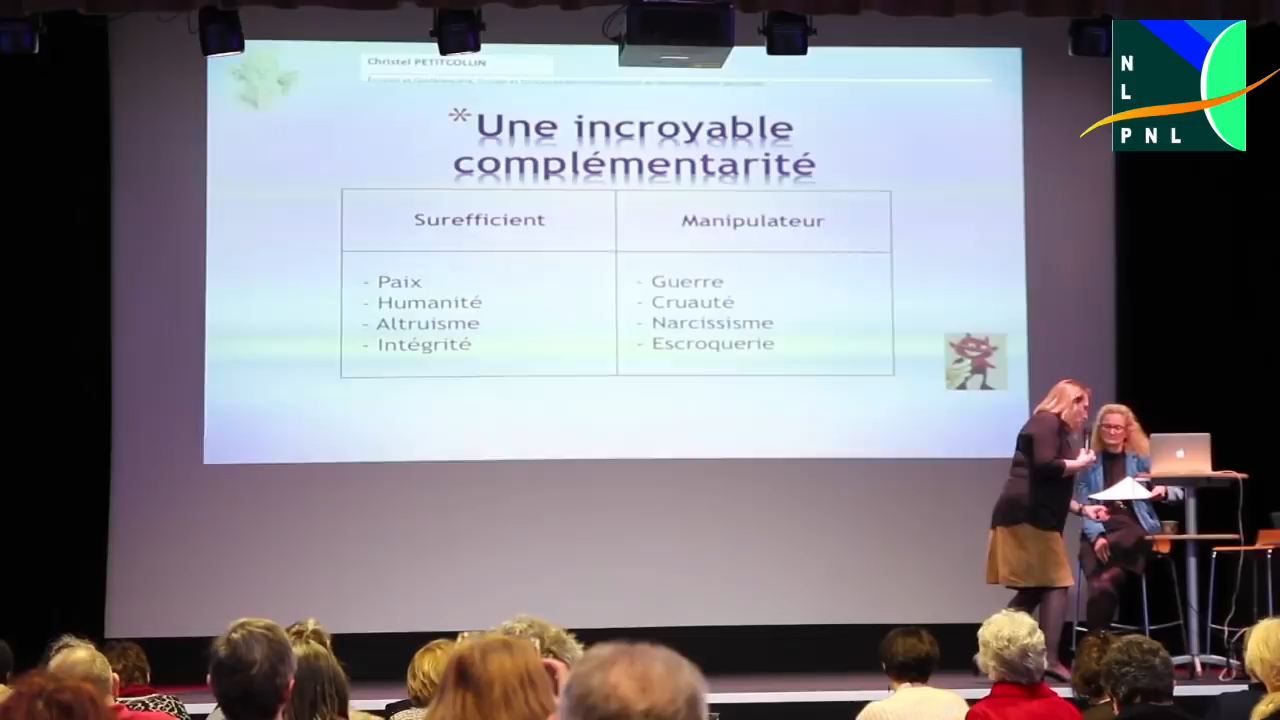 Christel PETITCOLLIN
* Une incroyable
complémentarité
Surefficient
Manipulateur
- Paix
- Humanité
- Altruisme
- Intégrité
- Guerre
- Cruauté
- Narcissisme
- Escroquerie
N
L
PNL